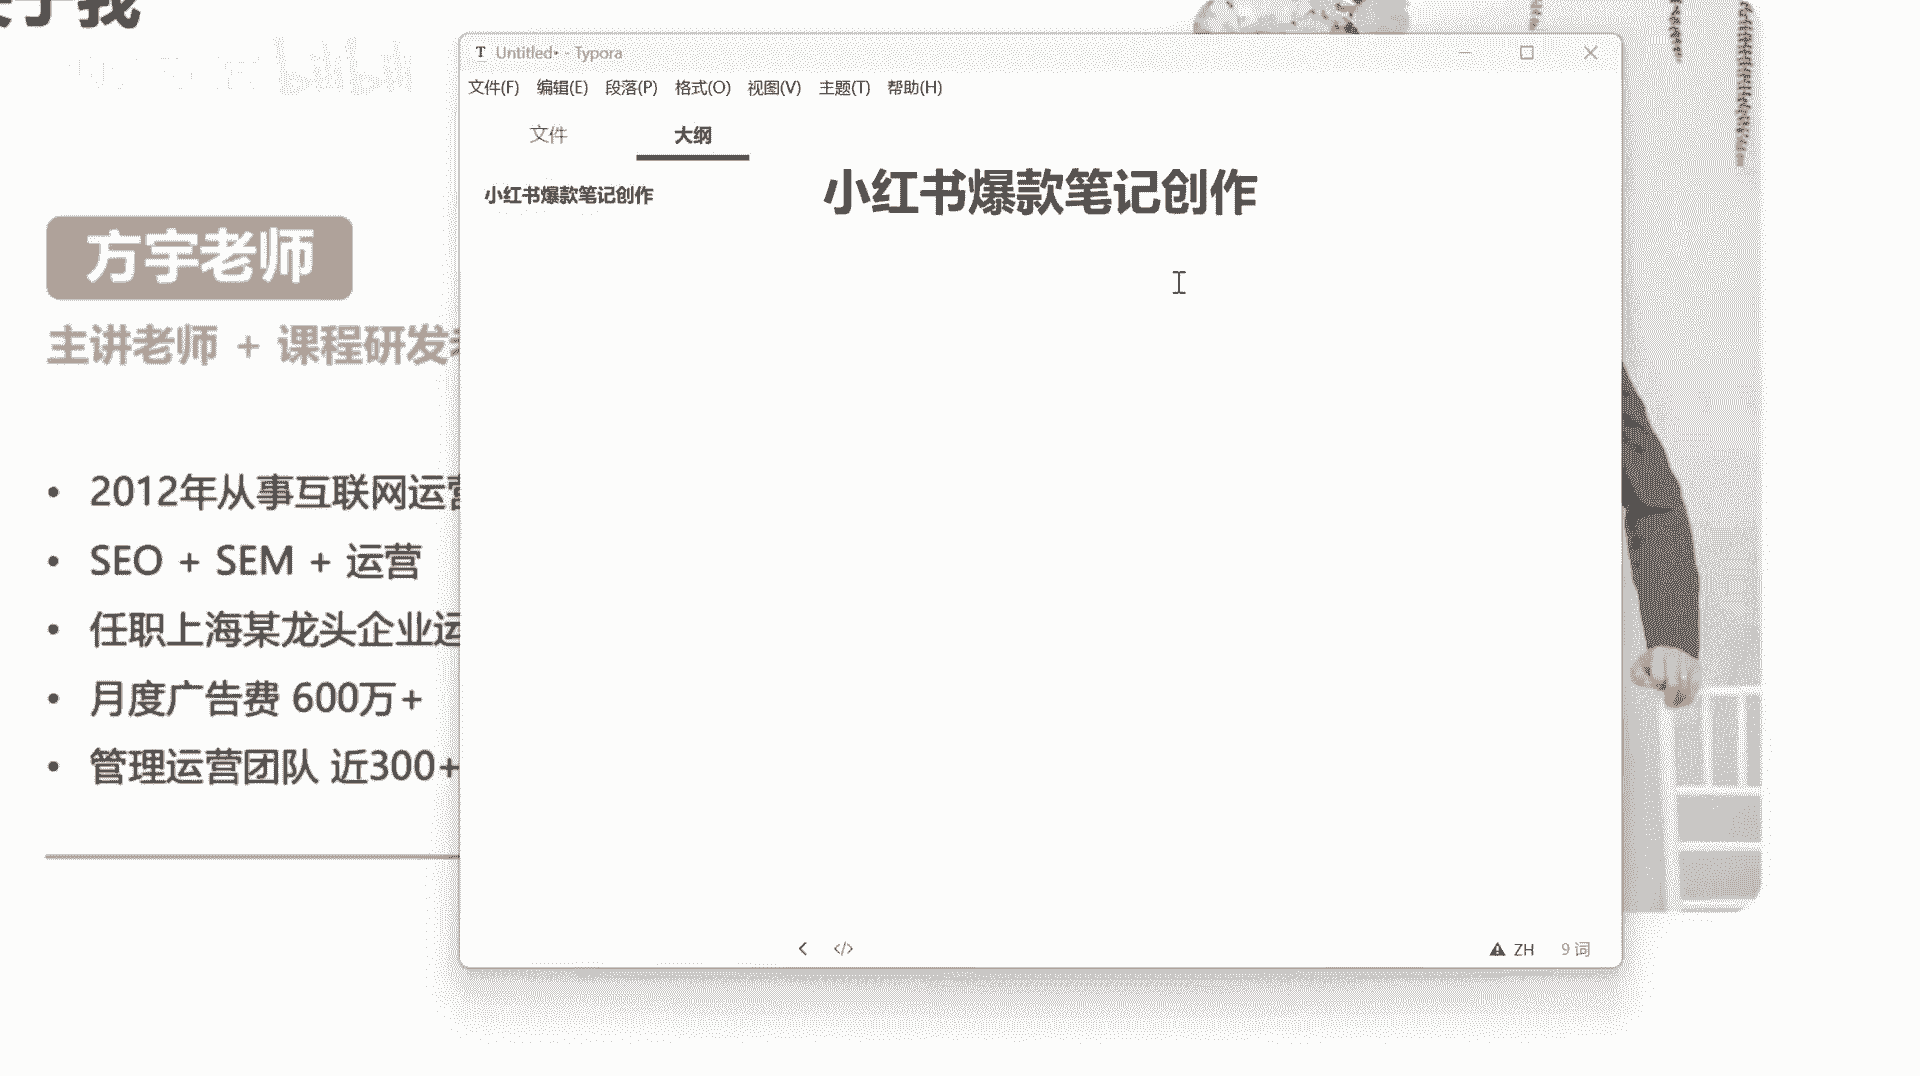 于我
bilibili
T Untitled• - Typora
文件(F) 编辑(E) 段落(P) 格式(O) 视图(V) 主题(T) 帮助(H)
文件 大纲
小红书爆款笔记创作
小红书爆款笔记创作
方宇老师
主讲老师 + 课程研发
2012年从事互联网运营
SEO + SEM + 运营
任职上海某龙头企业运
月度广告费 600万+
管理运营团队 近300+
ZH 9 词